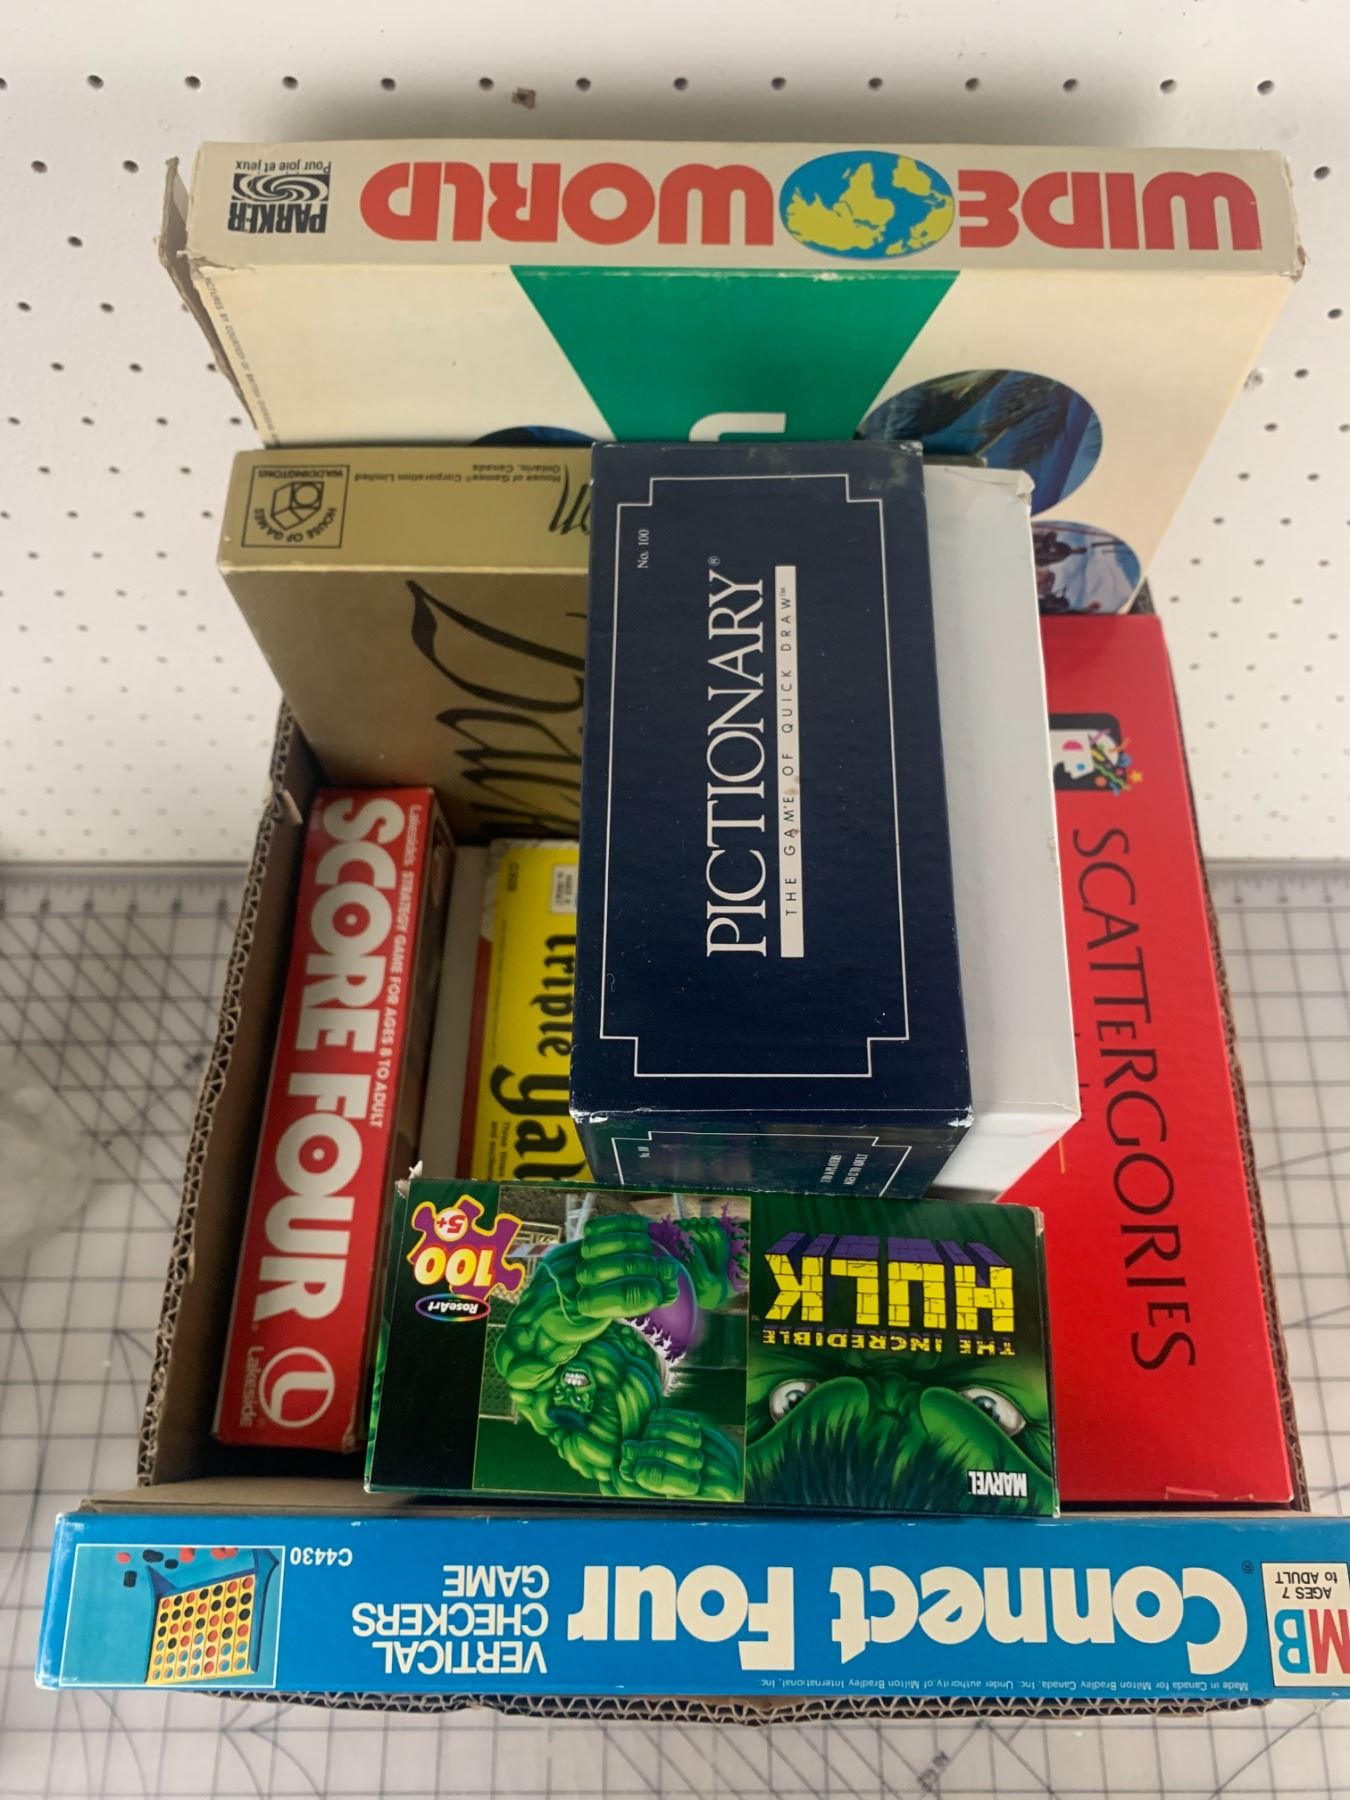 WIDE WORLD
PARKER
Pour joie et jeux
HOUSE OF GAMES
WADDINGTONS
House of Games® Corporation Limited
Ontario, Canada
No. 100
PICTIONARY®
THE GAME OF QUICK DRAW™
SCATTERGORIES
Lakeside
SCORE FOUR
Lakesides STRATEGY GAME FOR AGES 8 TO ADULT
L
Lakeside®
triple
THE INCREDIBLE
HULK
MARVEL
100
5+
RoseArt
Connect Four®
VERTICAL
CHECKERS
GAME
C4430
MB
AGES 7
to ADULT
Made in Canada for Milton Bradley Canada, Inc. Under authority of Milton Bradley International, Inc.